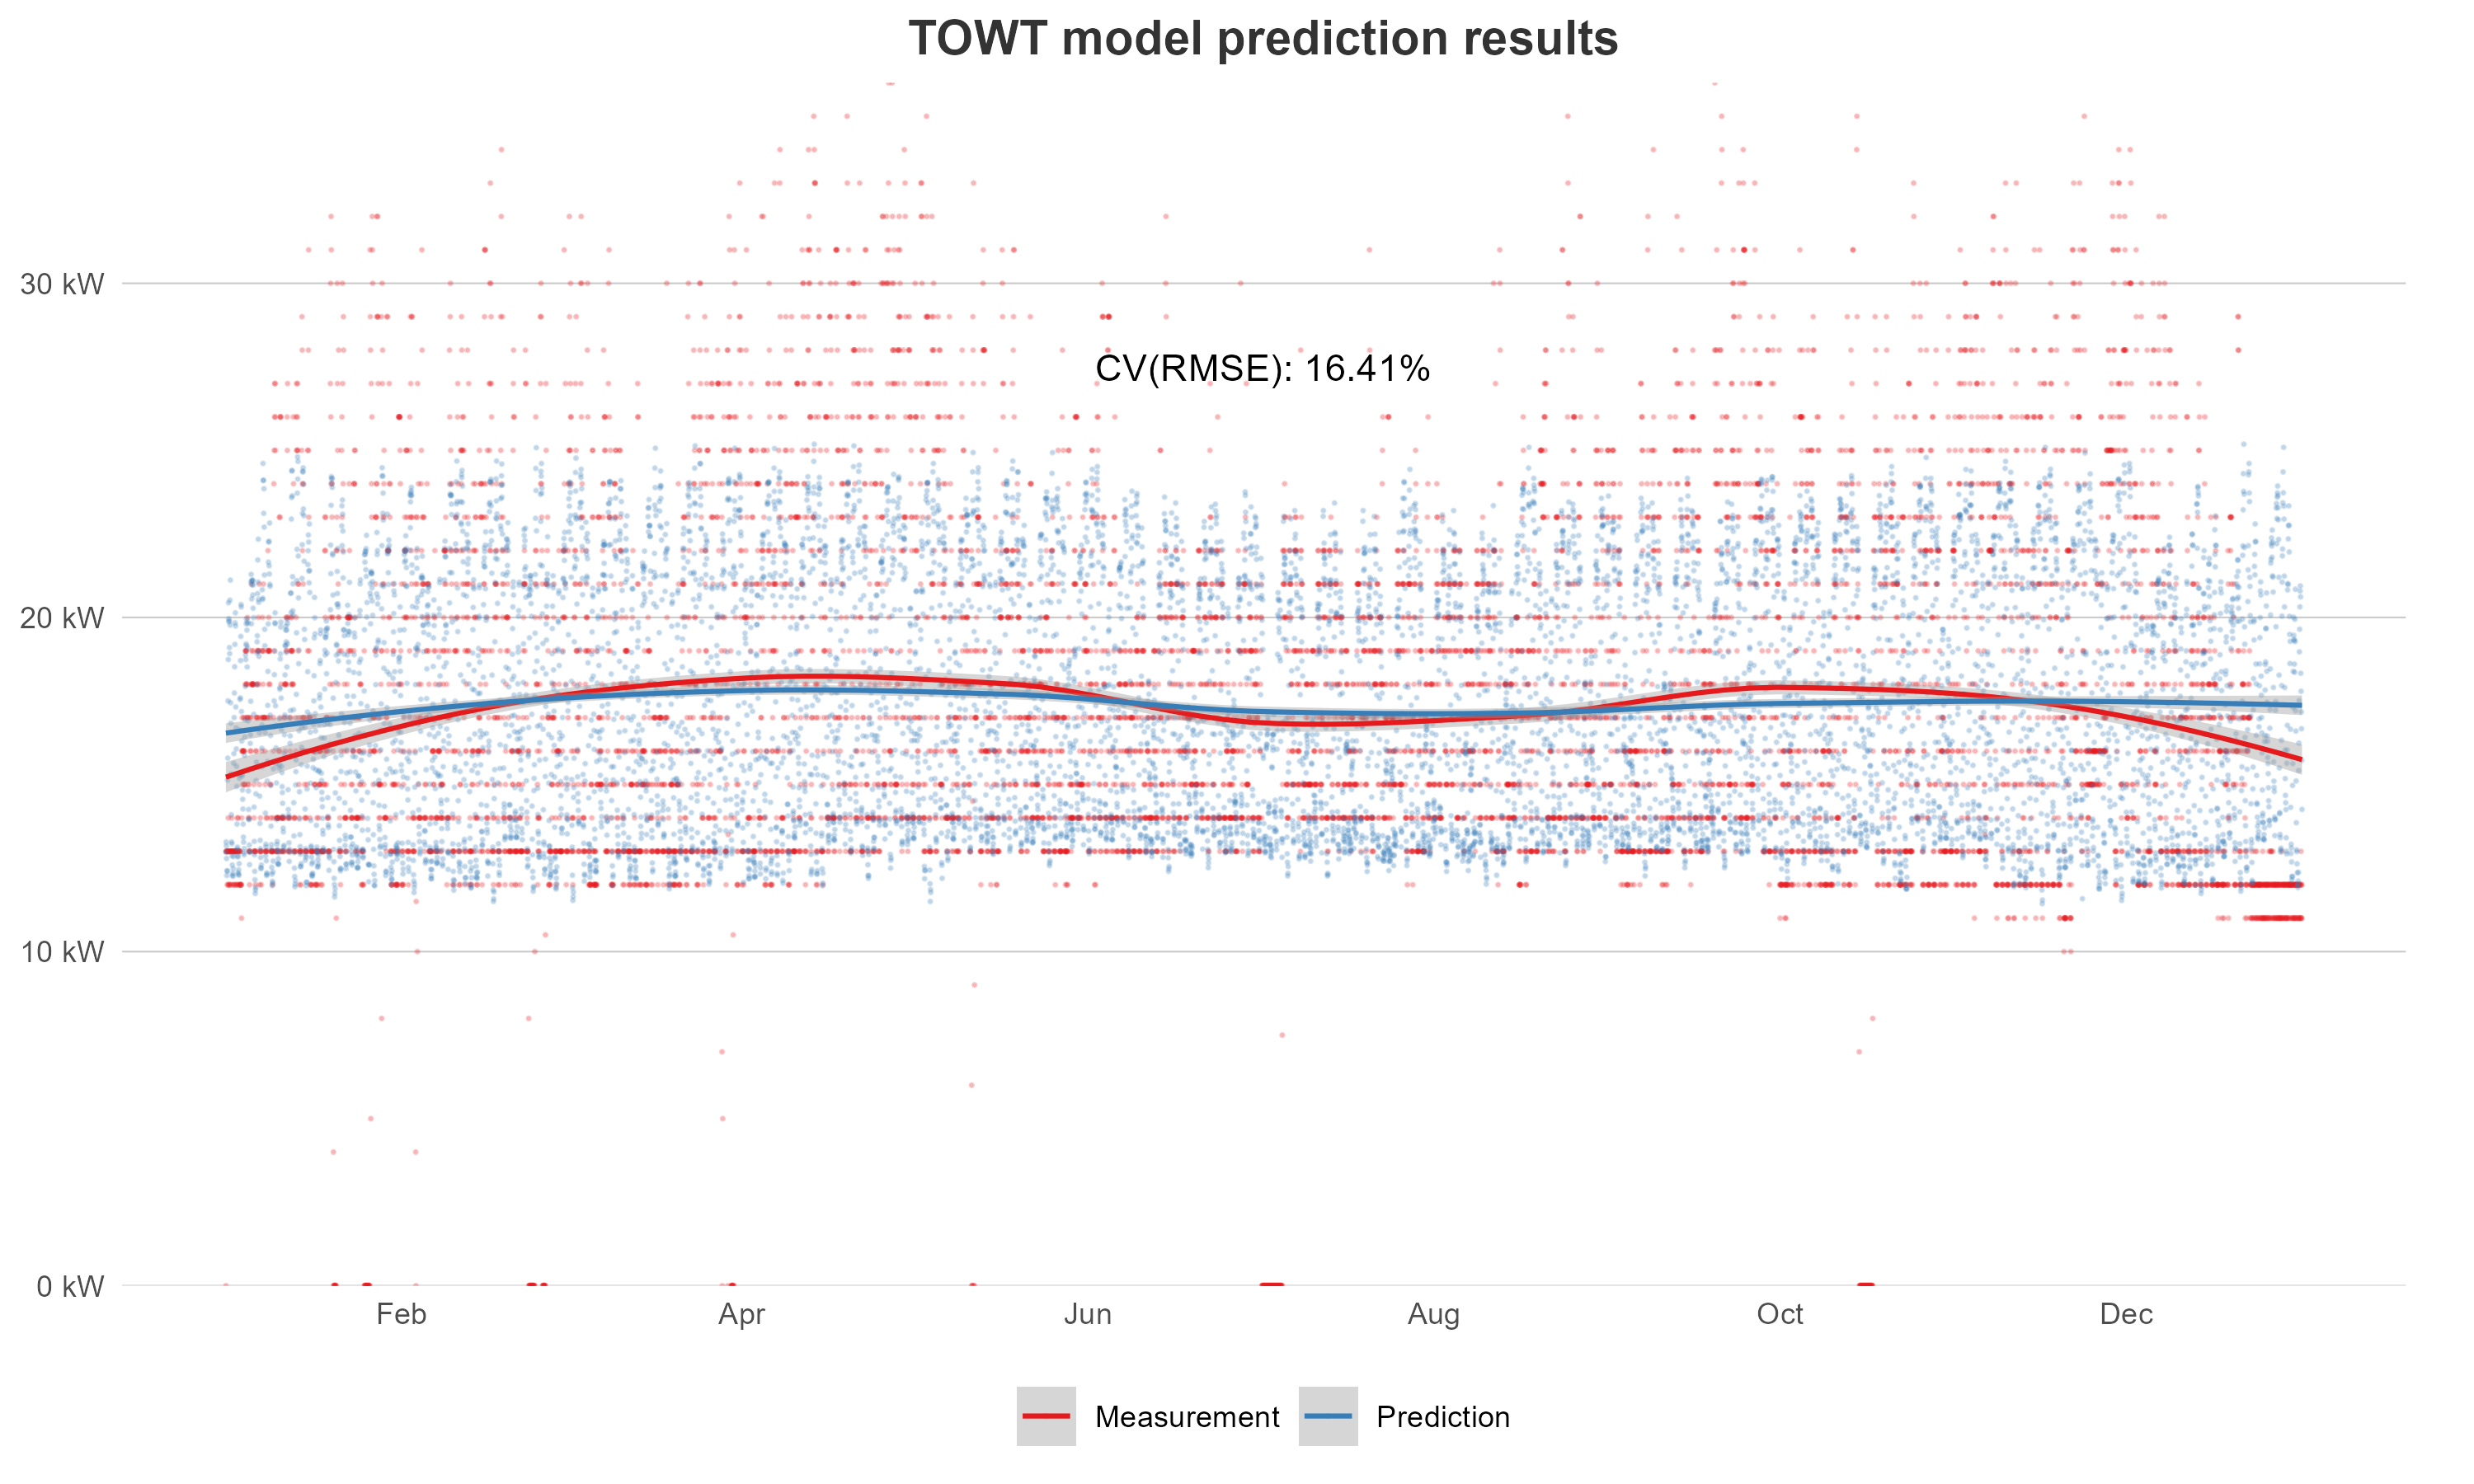 TOWT model prediction results
30 kW
CV(RMSE): 16.41%
20 kW
10 kW
0 kW
Feb Apr Jun Aug Oct Dec
Measurement Prediction